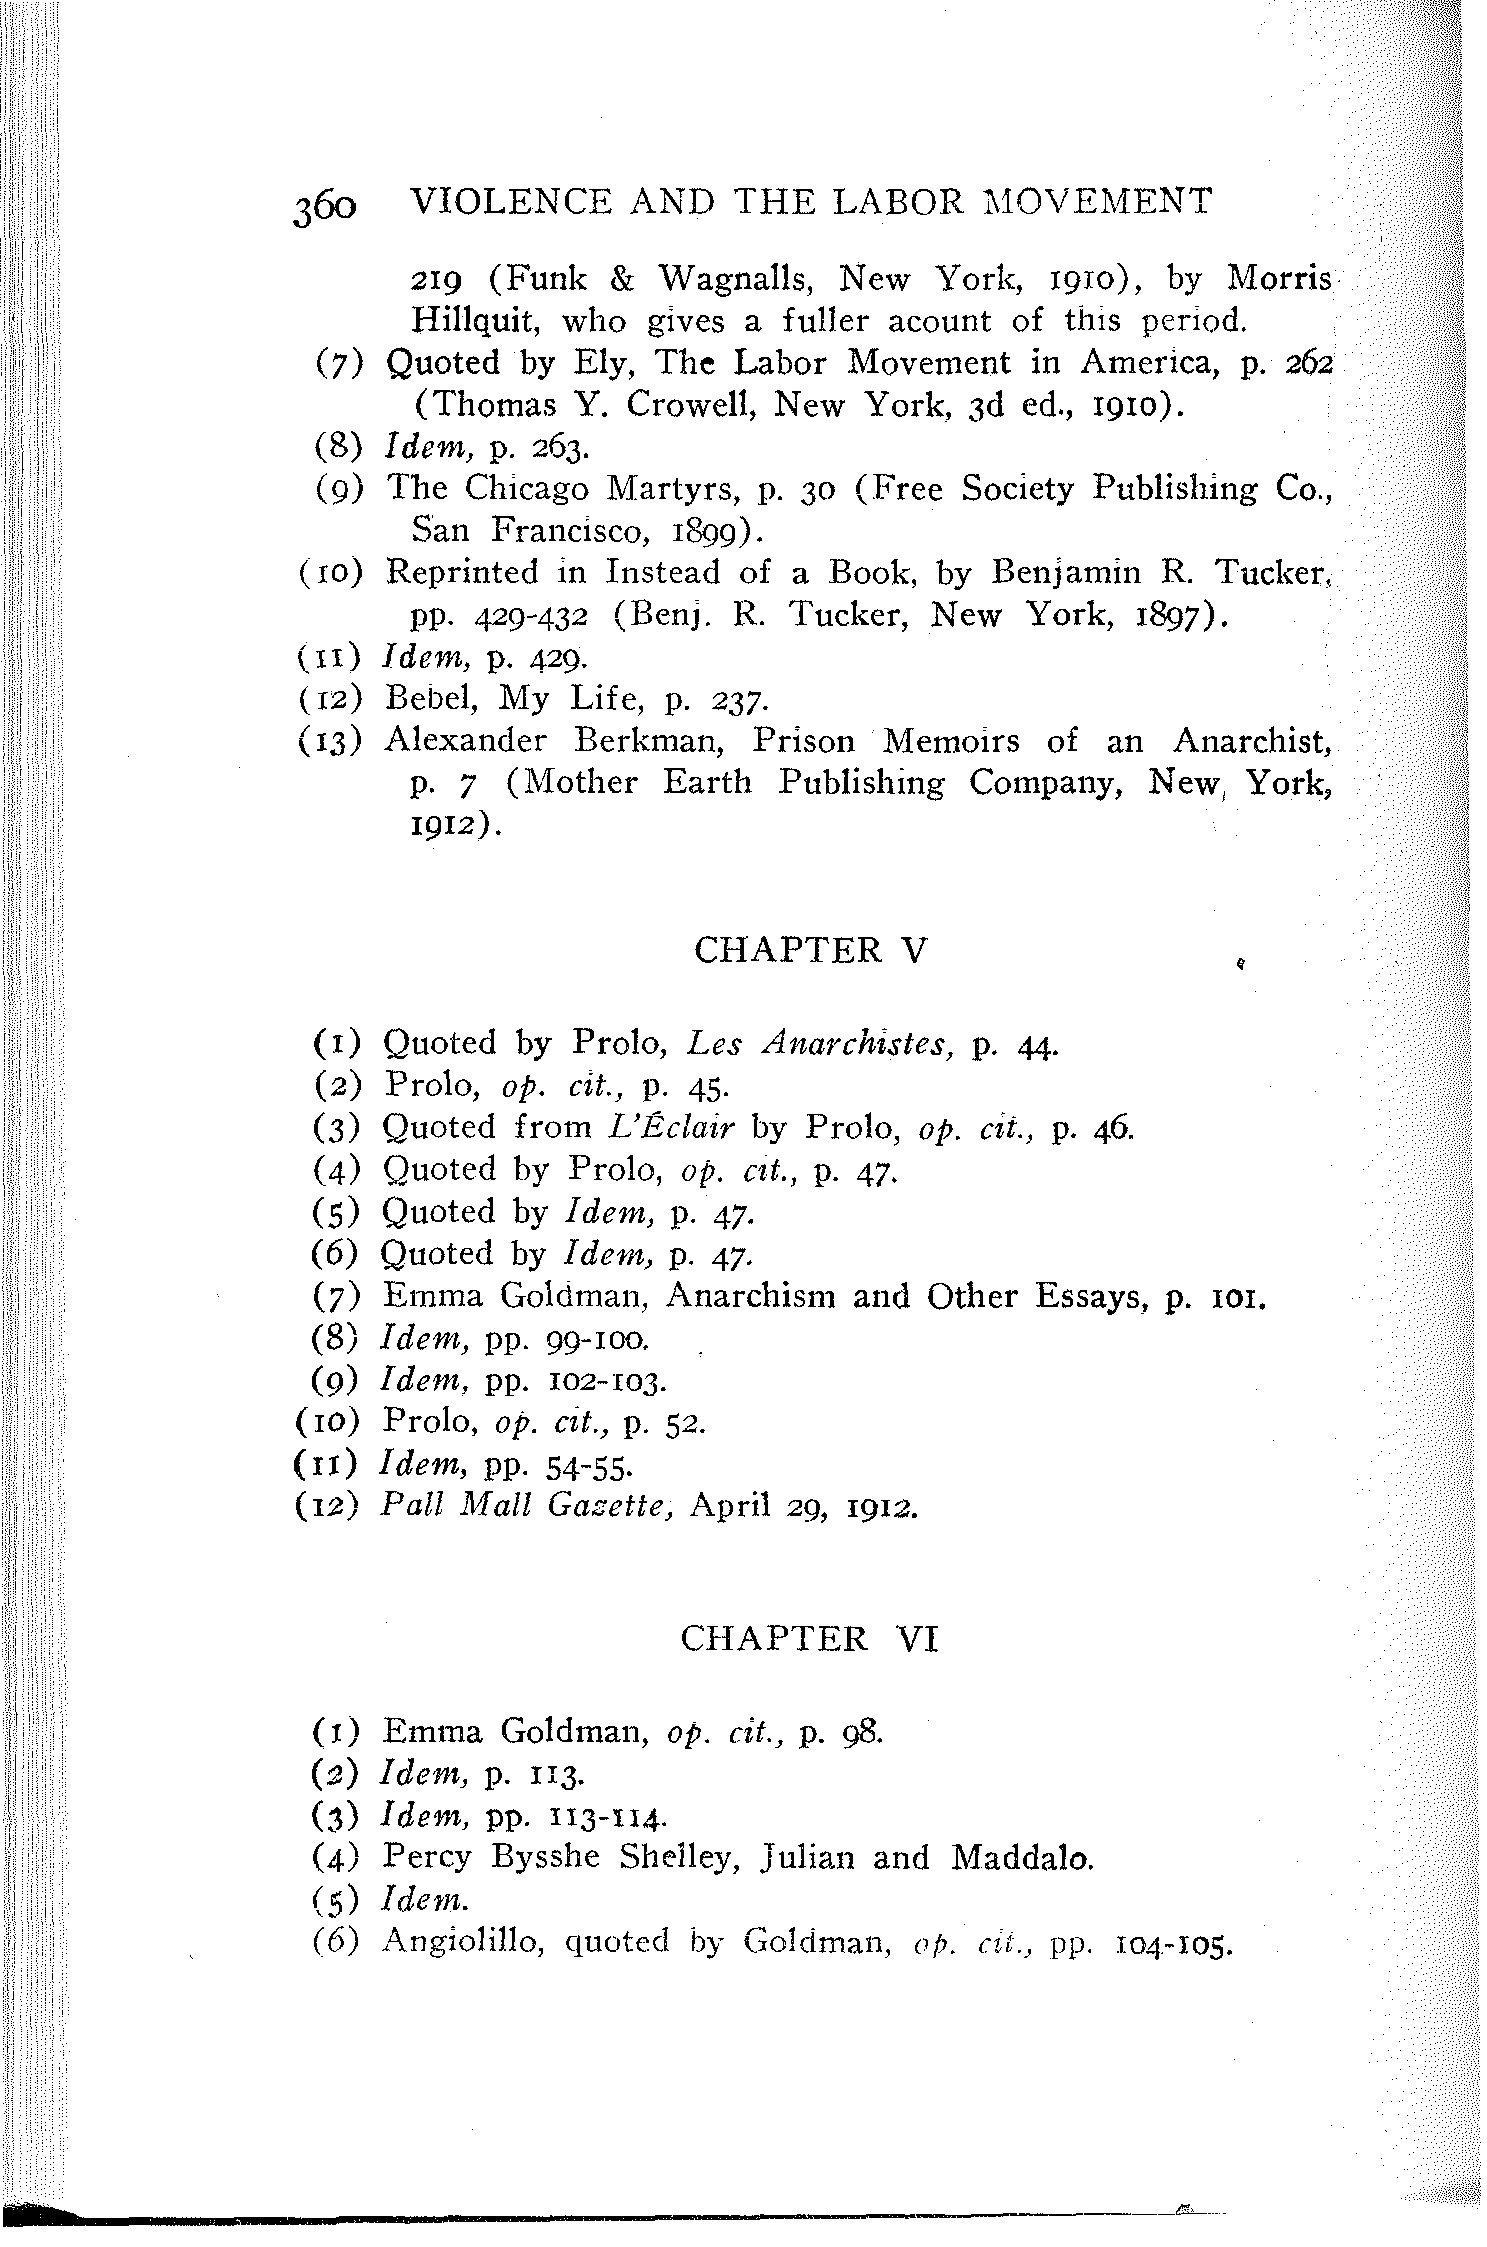 360 VIOLENCE AND THE LABOR MOVEMENT
219 (Funk & Wagnalls, New York, 1910), by Morris
Hillquit, who gives a fuller acount of this period.
(7) Quoted by Ely, The Labor Movement in America, p. 262
(Thomas Y. Crowell, New York, 3d ed., 1910).
(8) Idem, p. 263.
(9) The Chicago Martyrs, p. 30 (Free Society Publishing Co.,
San Francisco, 1899).
(10) Reprinted in Instead of a Book, by Benjamin R. Tucker,
pp. 429-432 (Benj. R. Tucker, New York, 1897).
(11) Idem, p. 429.
(12) Bebel, My Life, p. 237.
(13) Alexander Berkman, Prison Memoirs of an Anarchist,
p. 7 (Mother Earth Publishing Company, New York,
1912).
CHAPTER V
(1) Quoted by Prolo, Les Anarchistes, p. 44.
(2) Prolo, op. cit., p. 45.
(3) Quoted from L'Éclair by Prolo, op. cit., p. 46.
(4) Quoted by Prolo, op. cit., p. 47.
(5) Quoted by Idem, p. 47.
(6) Quoted by Idem, p. 47.
(7) Emma Goldman, Anarchism and Other Essays, p. 101.
(8) Idem, pp. 99-100.
(9) Idem, pp. 102-103.
(10) Prolo, op. cit., p. 52.
(11) Idem, pp. 54-55.
(12) Pall Mall Gazette, April 29, 1912.
CHAPTER VI
(1) Emma Goldman, op. cit., p. 98.
(2) Idem, p. 113.
(3) Idem, pp. 113-114.
(4) Percy Bysshe Shelley, Julian and Maddalo.
(5) Idem.
(6) Angiolillo, quoted by Goldman, op. cit., pp. 104-105.